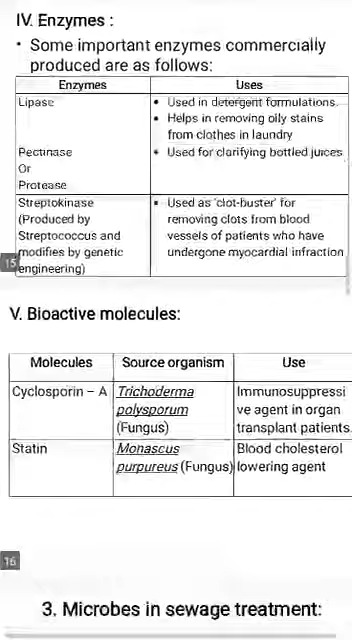 IV. Enzymes :
• Some important enzymes commercially
produced are as follows:
Enzymes Uses
Lipase • Used in detergent formulations.
• Helps in removing oily stains
from clothes in laundry
Pectinase • Used for clarifying bottled juices
Or
Protease
Streptokinase • Used as 'clot-buster' for
(Produced by removing clots from blood
Streptococcus and vessels of patients who have
modifies by genetic undergone myocardial infraction
engineering)
15
V. Bioactive molecules:
Molecules Source organism Use
Cyclosporin – A Trichoderma Immunosuppressi
polysporum ve agent in organ
(Fungus) transplant patients.
Statin Monascus Blood cholesterol
purpureus (Fungus) lowering agent
16
3. Microbes in sewage treatment: